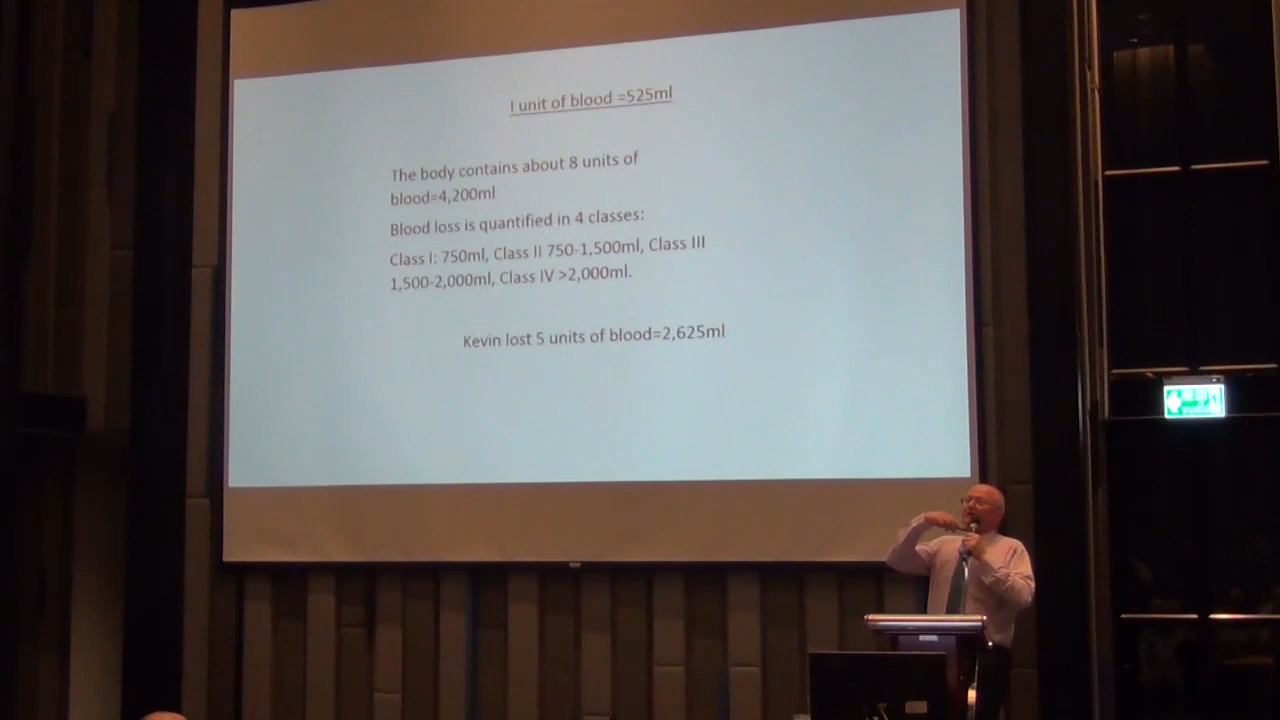 I unit of blood =525ml
The body contains about 8 units of
blood=4,200ml
Blood loss is quantified in 4 classes:
Class I: 750ml, Class II 750-1,500ml, Class III
1,500-2,000ml, Class IV >2,000ml.
Kevin lost 5 units of blood=2,625ml